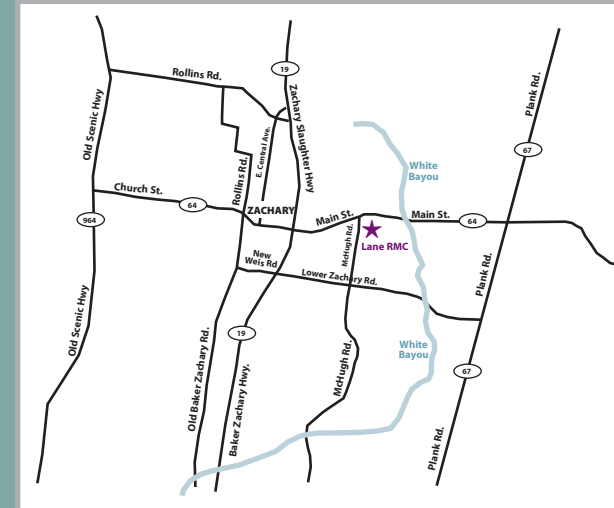 Rollins Rd.
19
Plank Rd.
Old Scenic Hwy
Zachary Slaughter Hwy
E. Central Ave.
67
White
Bayou
Rollins Rd.
Church St.
64
ZACHARY
Main St.
Main St.
64
964
McHugh Rd.
Lane RMC
New
Weis Rd
Lower Zachary Rd.
Plank Rd.
Old Scenic Hwy
19
White
Bayou
Old Baker Zachary Rd.
Baker Zachary Hwy.
McHugh Rd.
67
Plank Rd.